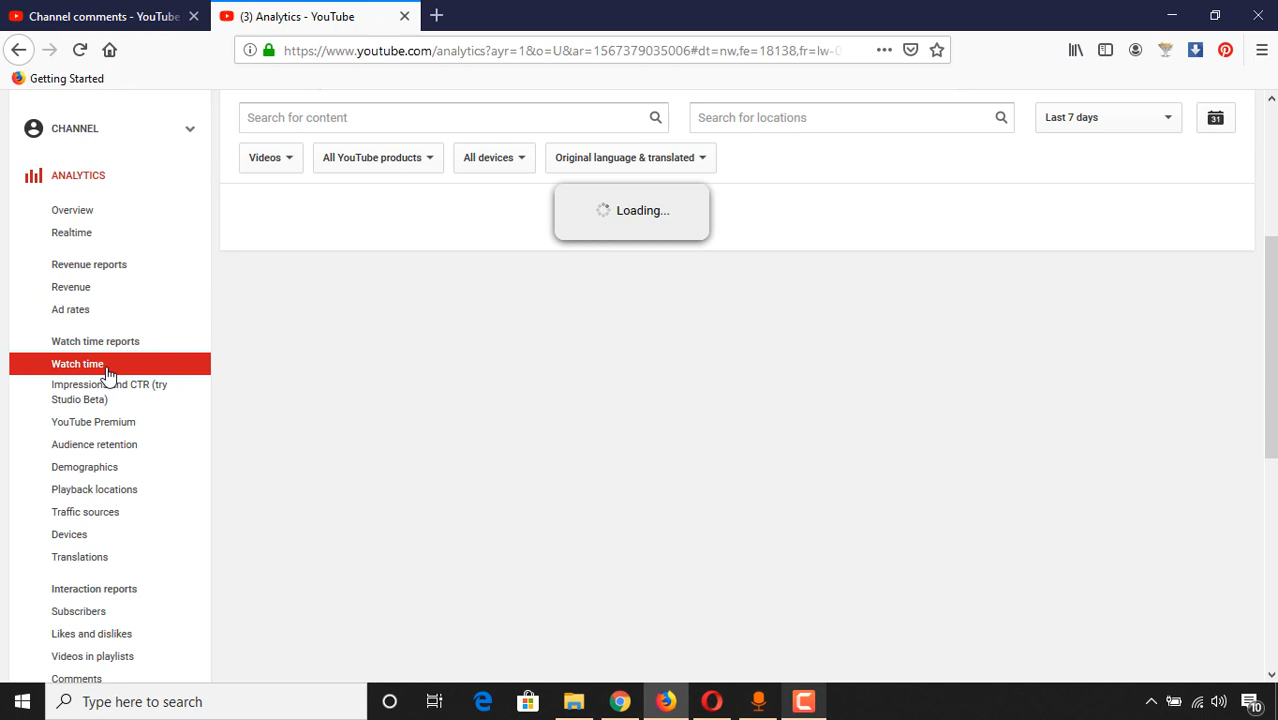 Channel comments - YouTube
(3) Analytics - YouTube
https://www.youtube.com/analytics?ayr=1&o=U&ar=1567379035006#dt=nw,fe=18138,fr=lw-0
Getting Started
CHANNEL
Search for content
Search for locations
Last 7 days
31
Videos
All YouTube products
All devices
Original language & translated
ANALYTICS
Loading...
Overview
Realtime
Revenue reports
Revenue
Ad rates
Watch time reports
Watch time
Impressions and CTR (try
Studio Beta)
YouTube Premium
Audience retention
Demographics
Playback locations
Traffic sources
Devices
Translations
Interaction reports
Subscribers
Likes and dislikes
Videos in playlists
Comments
Type here to search
10